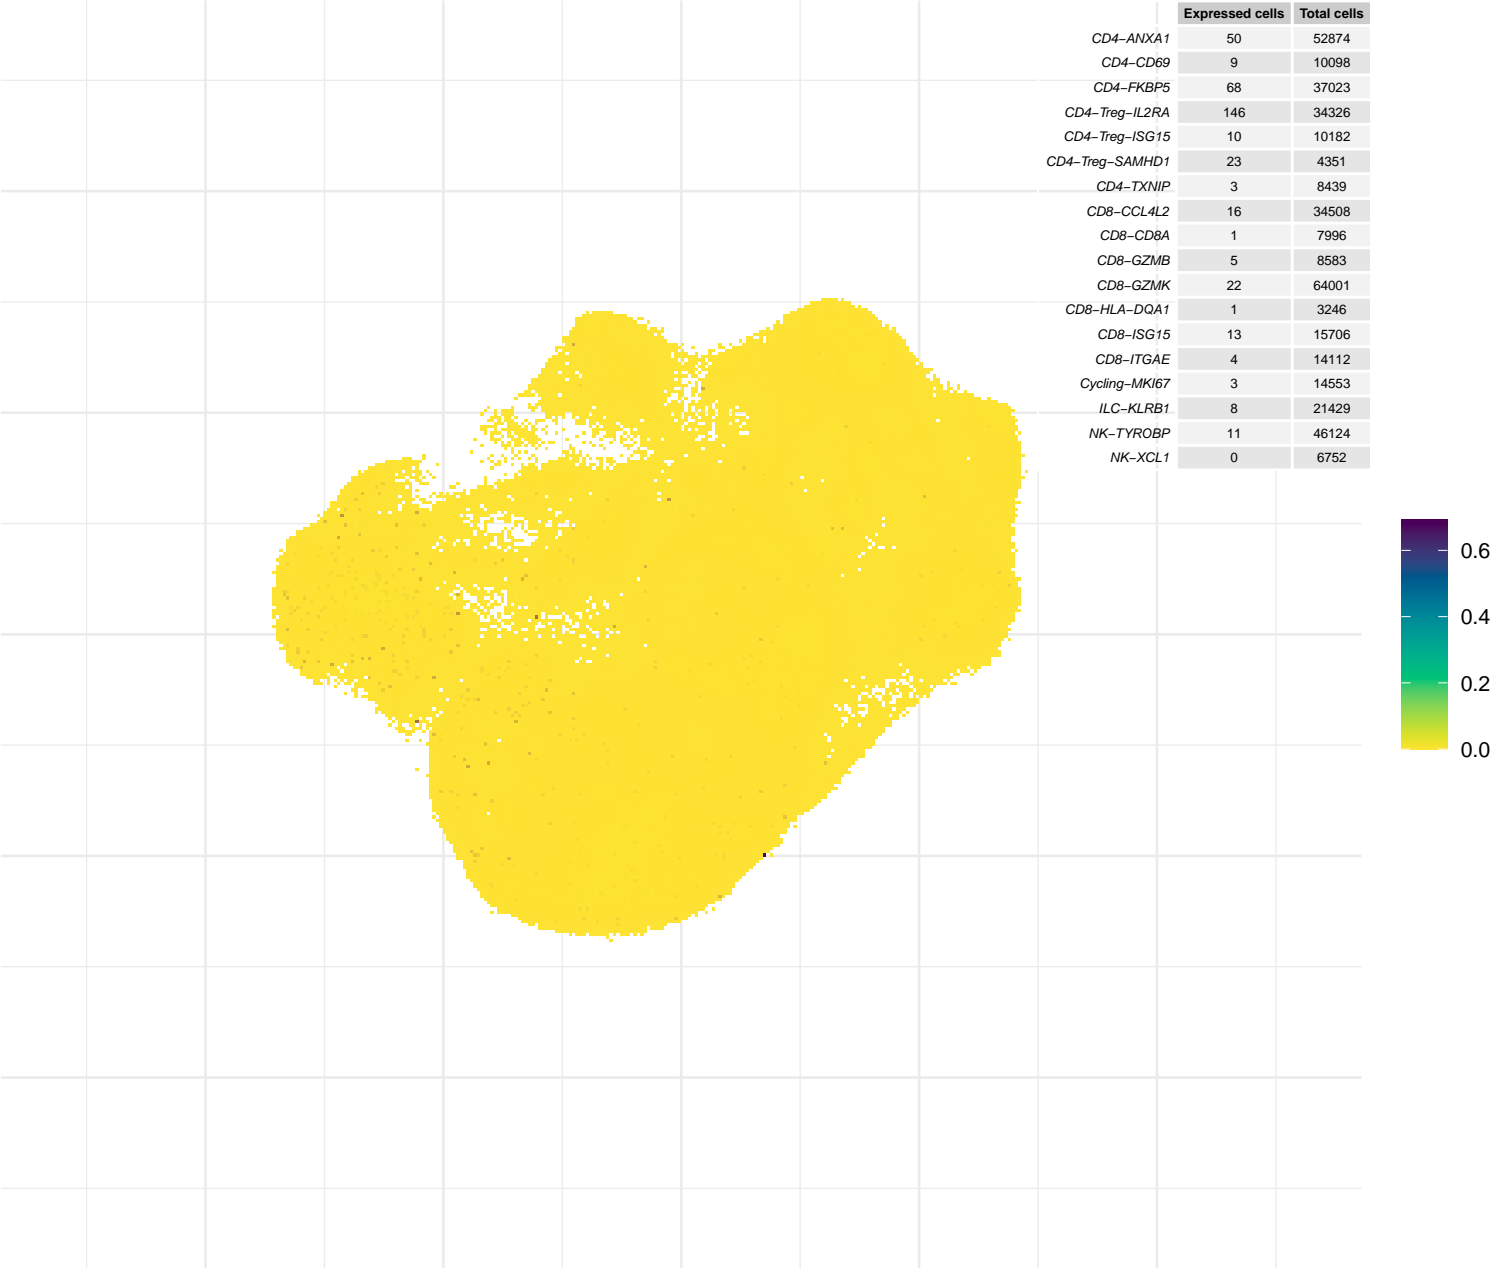 Expressed cells Total cells
CD4−ANXA1 50 52874
CD4−CD69 9 10098
CD4−FKBP5 68 37023
CD4−Treg−IL2RA 146 34326
CD4−Treg−ISG15 10 10182
CD4−Treg−SAMHD1 23 4351
CD4−TXNIP 3 8439
CD8−CCL4L2 16 34508
CD8−CD8A 1 7996
CD8−GZMB 5 8583
CD8−GZMK 22 64001
CD8−HLA−DQA1 1 3246
CD8−ISG15 13 15706
CD8−ITGAE 4 14112
Cycling−MKI67 3 14553
ILC−KLRB1 8 21429
NK−TYROBP 11 46124
NK−XCL1 0 6752
0.6
0.4
0.2
0.0